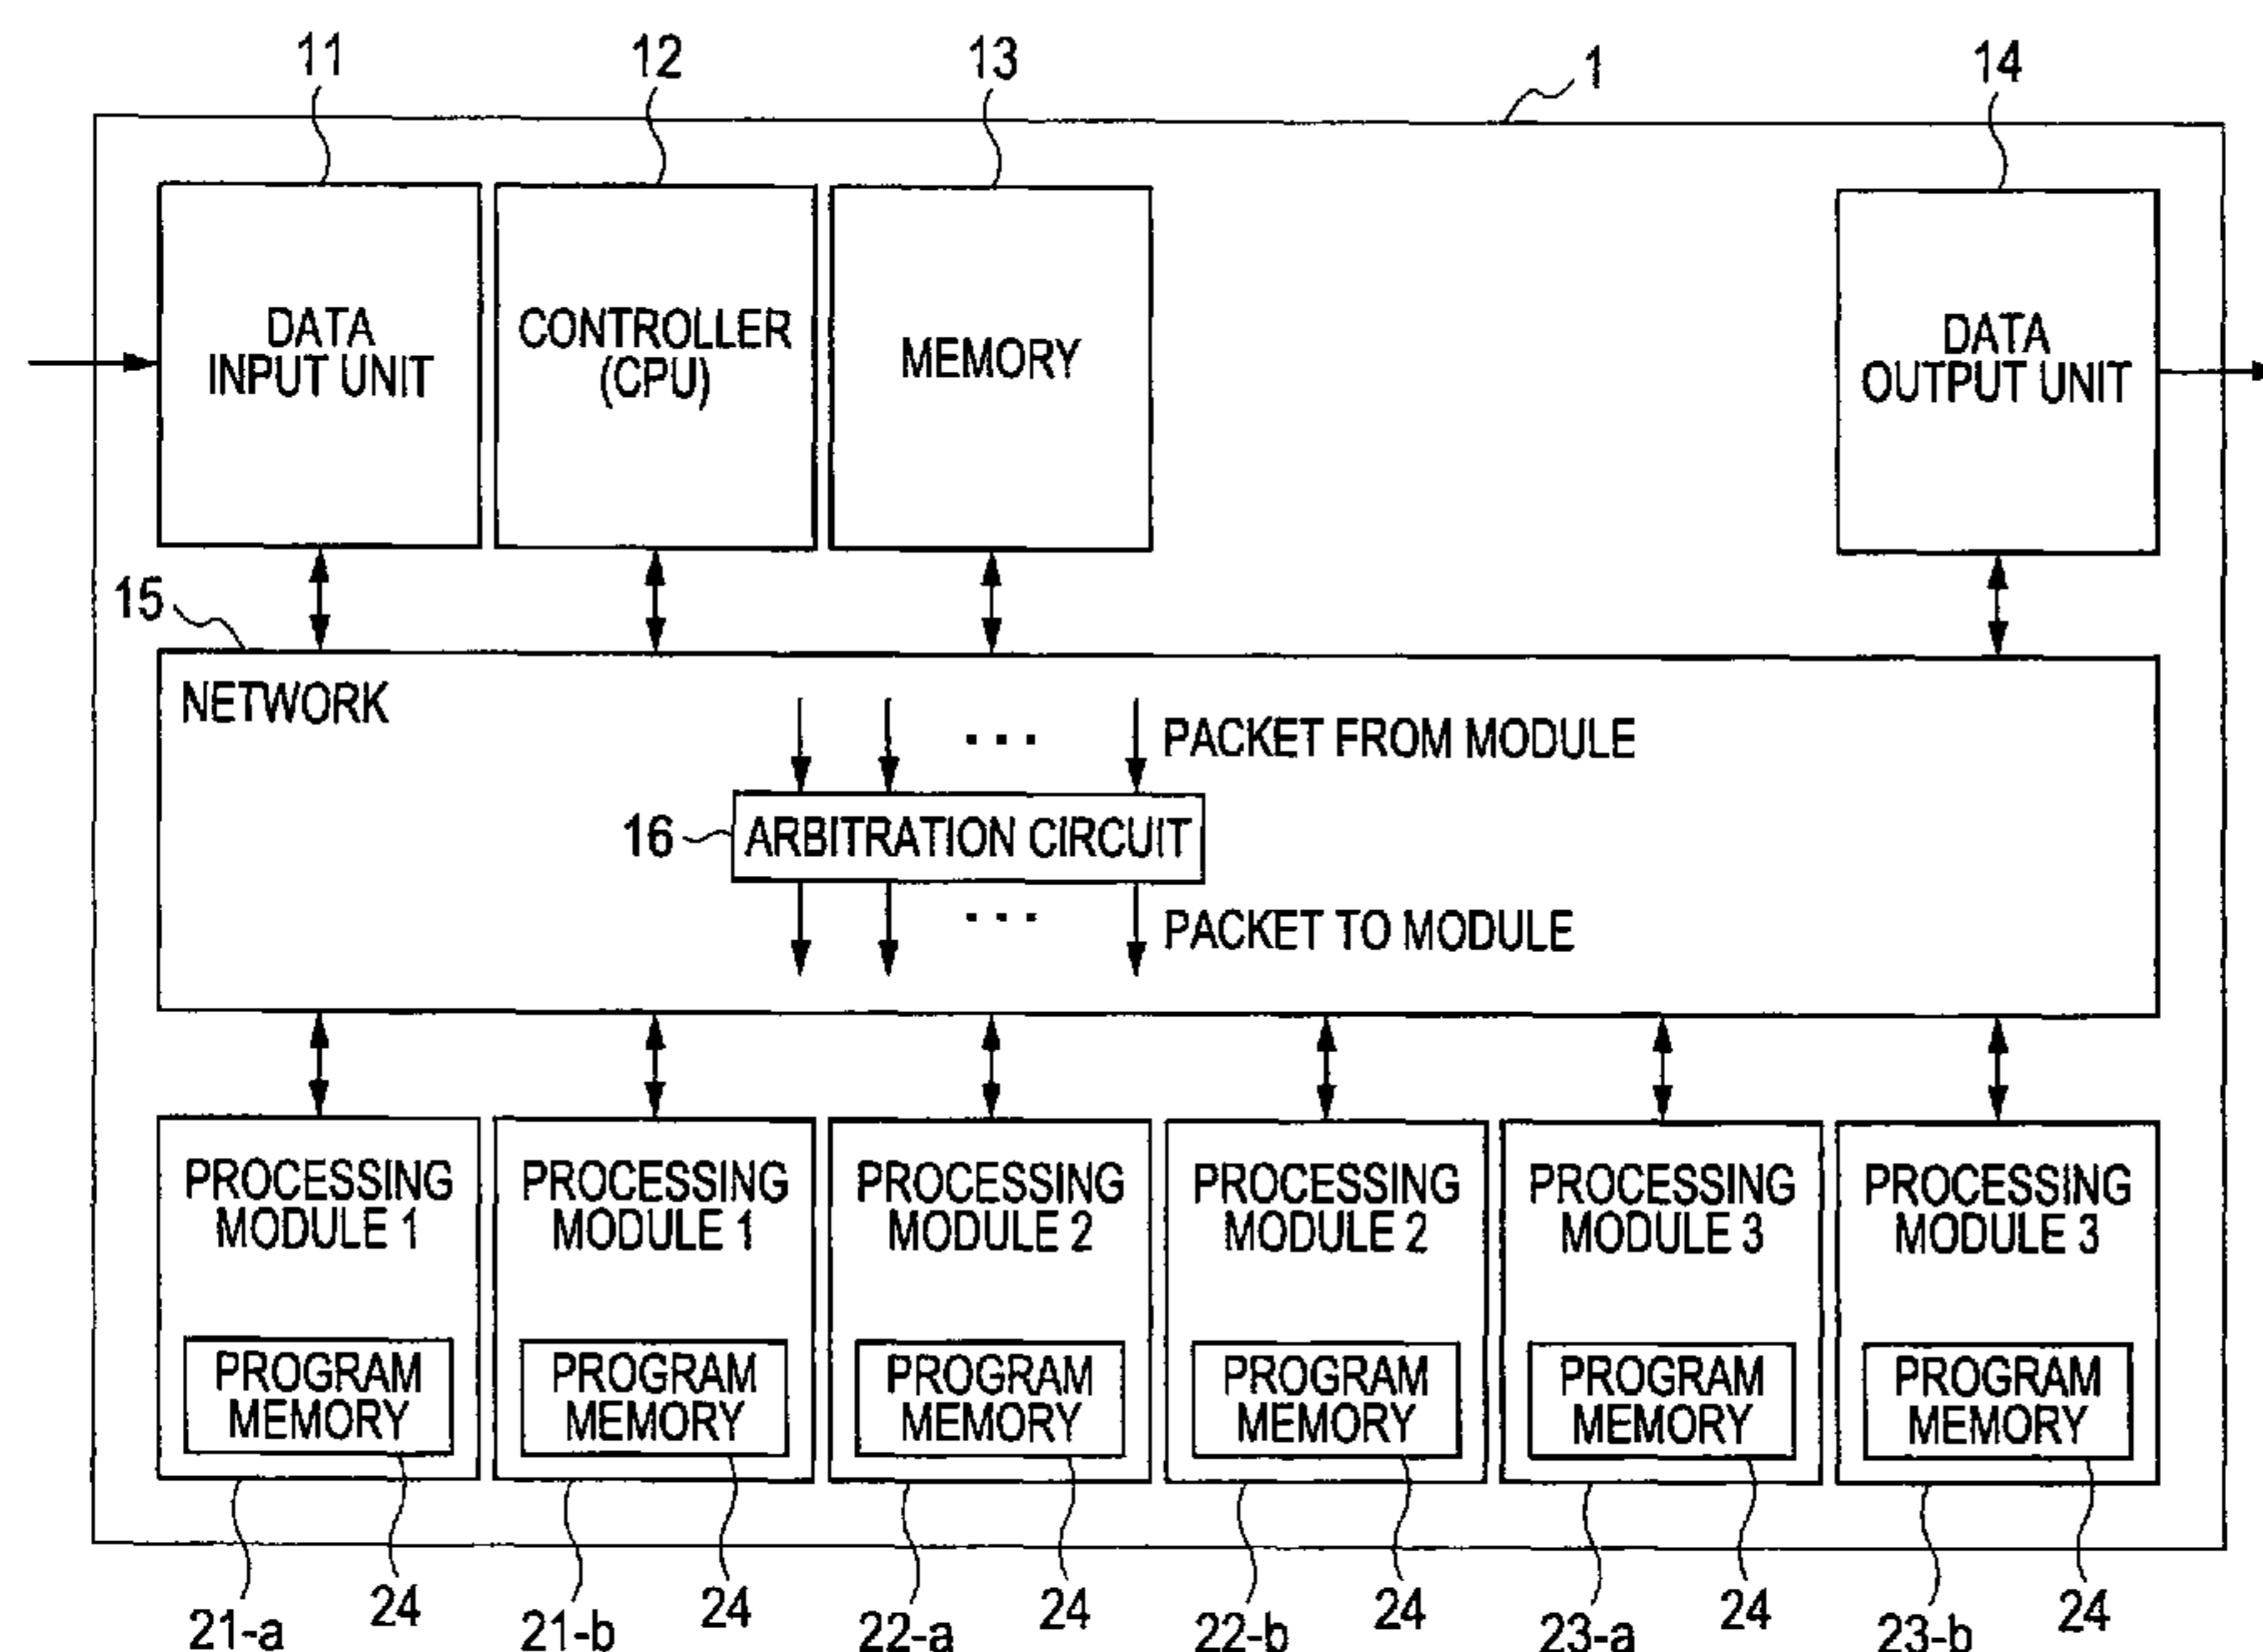 11
12
13
1
14
DATA
INPUT UNIT
CONTROLLER
(CPU)
MEMORY
DATA
OUTPUT UNIT
15
NETWORK
... PACKET FROM MODULE
16
ARBITRATION CIRCUIT
... PACKET TO MODULE
PROCESSING
MODULE 1
PROCESSING
MODULE 1
PROCESSING
MODULE 2
PROCESSING
MODULE 2
PROCESSING
MODULE 3
PROCESSING
MODULE 3
PROGRAM
MEMORY
PROGRAM
MEMORY
PROGRAM
MEMORY
PROGRAM
MEMORY
PROGRAM
MEMORY
PROGRAM
MEMORY
21-a
24
21-b
24
22-a
24
22-b
24
23-a
24
23-b
24